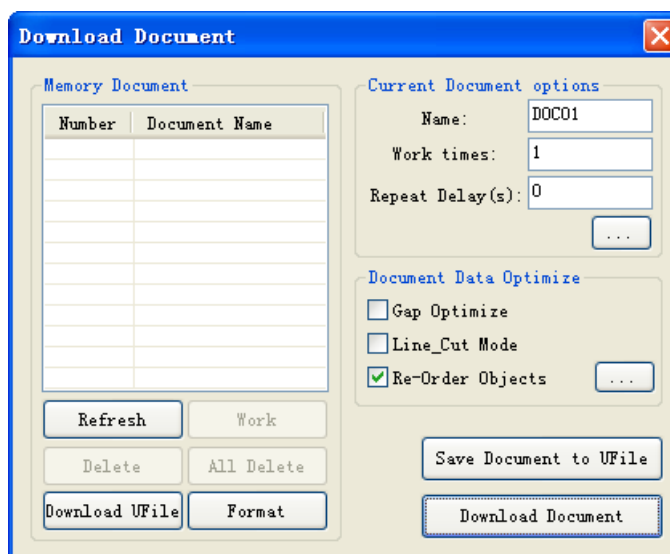 Download Document
Memory Document
Number Document Name
Refresh Work
Delete All Delete
Download UFile Format
Current Document options
Name: DOC01
Work times: 1
Repeat Delay(s): 0
...
Document Data Optimize
Gap Optimize
Line_Cut Mode
Re-Order Objects ...
Save Document to UFile
Download Document